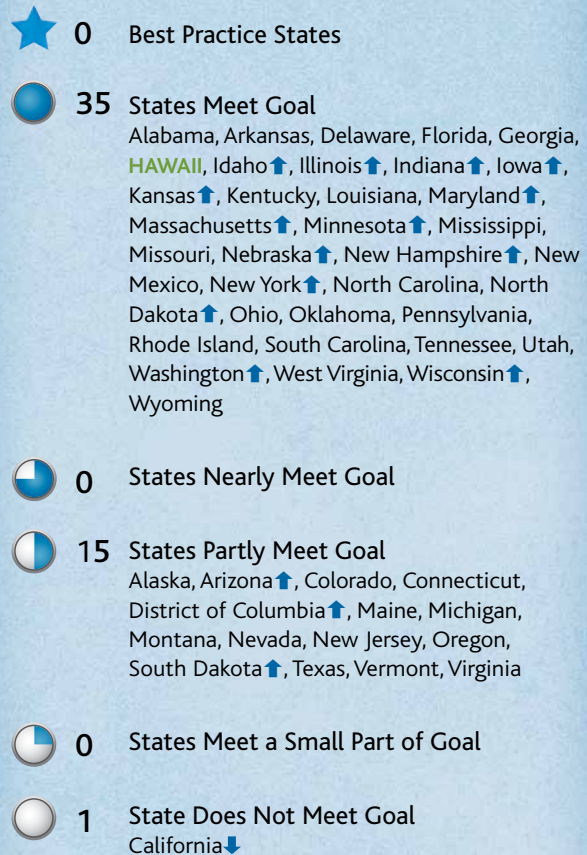 0 Best Practice States
35 States Meet Goal
Alabama, Arkansas, Delaware, Florida, Georgia,
HAWAII, Idaho⬆, Illinois⬆, Indiana⬆, Iowa⬆,
Kansas⬆, Kentucky, Louisiana, Maryland⬆,
Massachusetts⬆, Minnesota⬆, Mississippi,
Missouri, Nebraska⬆, New Hampshire⬆, New
Mexico, New York⬆, North Carolina, North
Dakota⬆, Ohio, Oklahoma, Pennsylvania,
Rhode Island, South Carolina, Tennessee, Utah,
Washington⬆, West Virginia, Wisconsin⬆,
Wyoming
0 States Nearly Meet Goal
15 States Partly Meet Goal
Alaska, Arizona⬆, Colorado, Connecticut,
District of Columbia⬆, Maine, Michigan,
Montana, Nevada, New Jersey, Oregon,
South Dakota⬆, Texas, Vermont, Virginia
0 States Meet a Small Part of Goal
1 State Does Not Meet Goal
California⬇